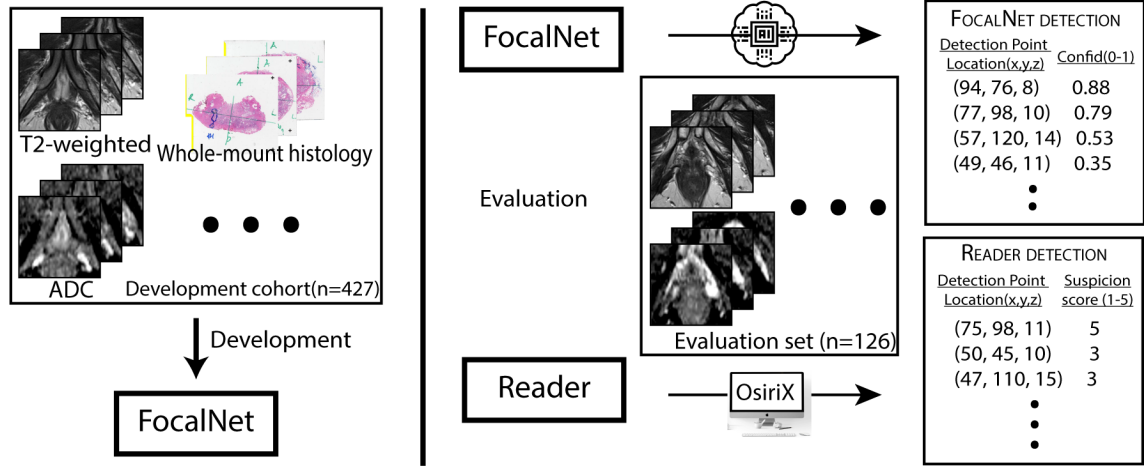 T2-weighted
Whole-mount histology
ADC
Development cohort(n=427)
Development
FocalNet
FocalNet
AI
Evaluation
Evaluation set (n=126)
Reader
OsiriX
FOCALNET DETECTION
Detection Point
Location(x,y,z)
Confid(0-1)
(94, 76, 8) 0.88
(77, 98, 10) 0.79
(57, 120, 14) 0.53
(49, 46, 11) 0.35
READER DETECTION
Detection Point
Location(x,y,z)
Suspicion
score (1-5)
(75, 98, 11) 5
(50, 45, 10) 3
(47, 110, 15) 3